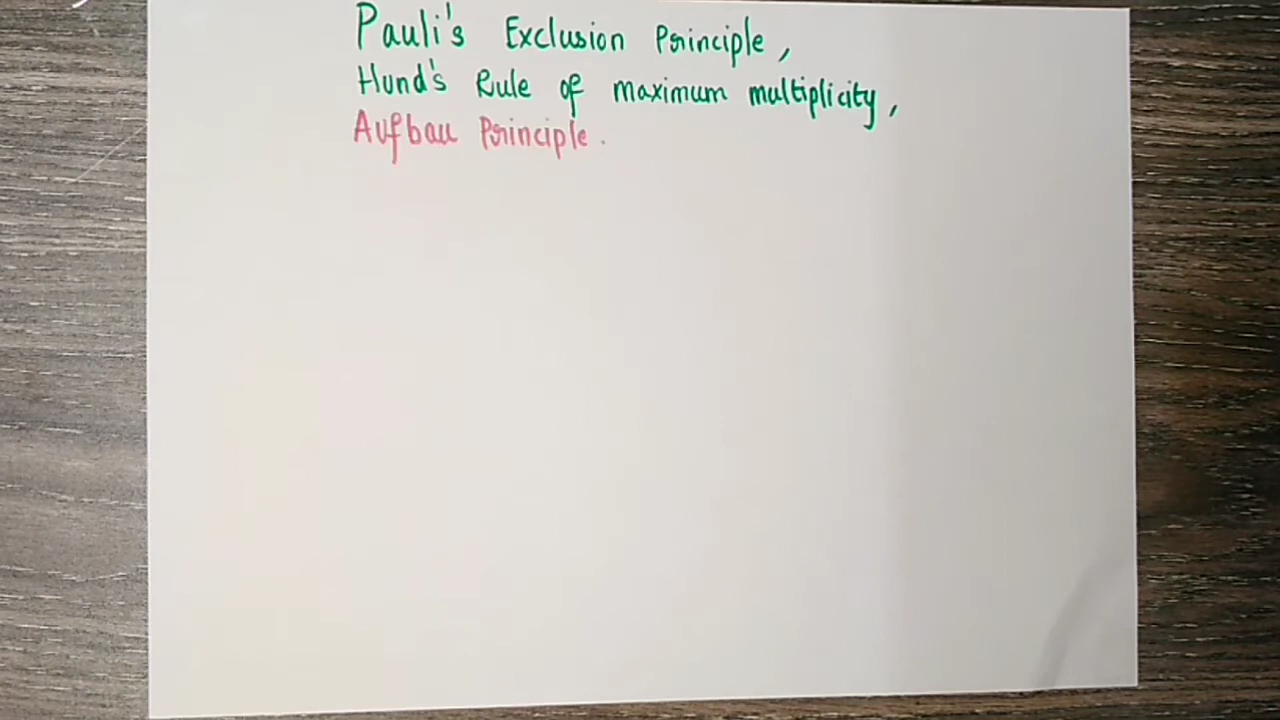 Pauli's Exclusion Principle,
Hund's Rule of maximum multiplicity,
Aufbau Principle.